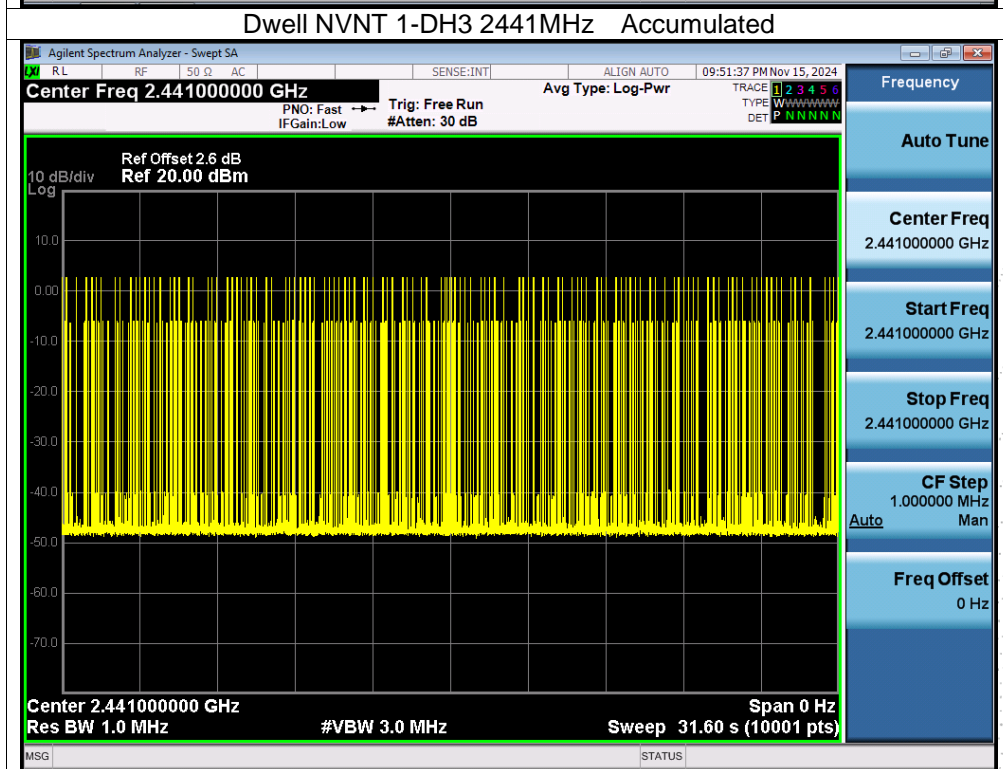 Dwell NVNT 1-DH3 2441MHz Accumulated
Agilent Spectrum Analyzer - Swept SA
LXI RL RF 50 Ω AC SENSE:INT ALIGN AUTO 09:51:37 PM Nov 15, 2024
Center Freq 2.441000000 GHz
PNO: Fast
IFGain:Low
Trig: Free Run
#Atten: 30 dB
Avg Type: Log-Pwr
TRACE 1 2 3 4 5 6
TYPE WWWWWWW
DET P N N N N N
Frequency
Auto Tune
Center Freq
2.441000000 GHz
Start Freq
2.441000000 GHz
Stop Freq
2.441000000 GHz
CF Step
1.000000 MHz
Auto Man
Freq Offset
0 Hz
Ref Offset 2.6 dB
10 dB/div Ref 20.00 dBm
Log
10.0
0.00
-10.0
-20.0
-30.0
-40.0
-50.0
-60.0
-70.0
Center 2.441000000 GHz Span 0 Hz
Res BW 1.0 MHz #VBW 3.0 MHz Sweep 31.60 s (10001 pts)
MSG STATUS